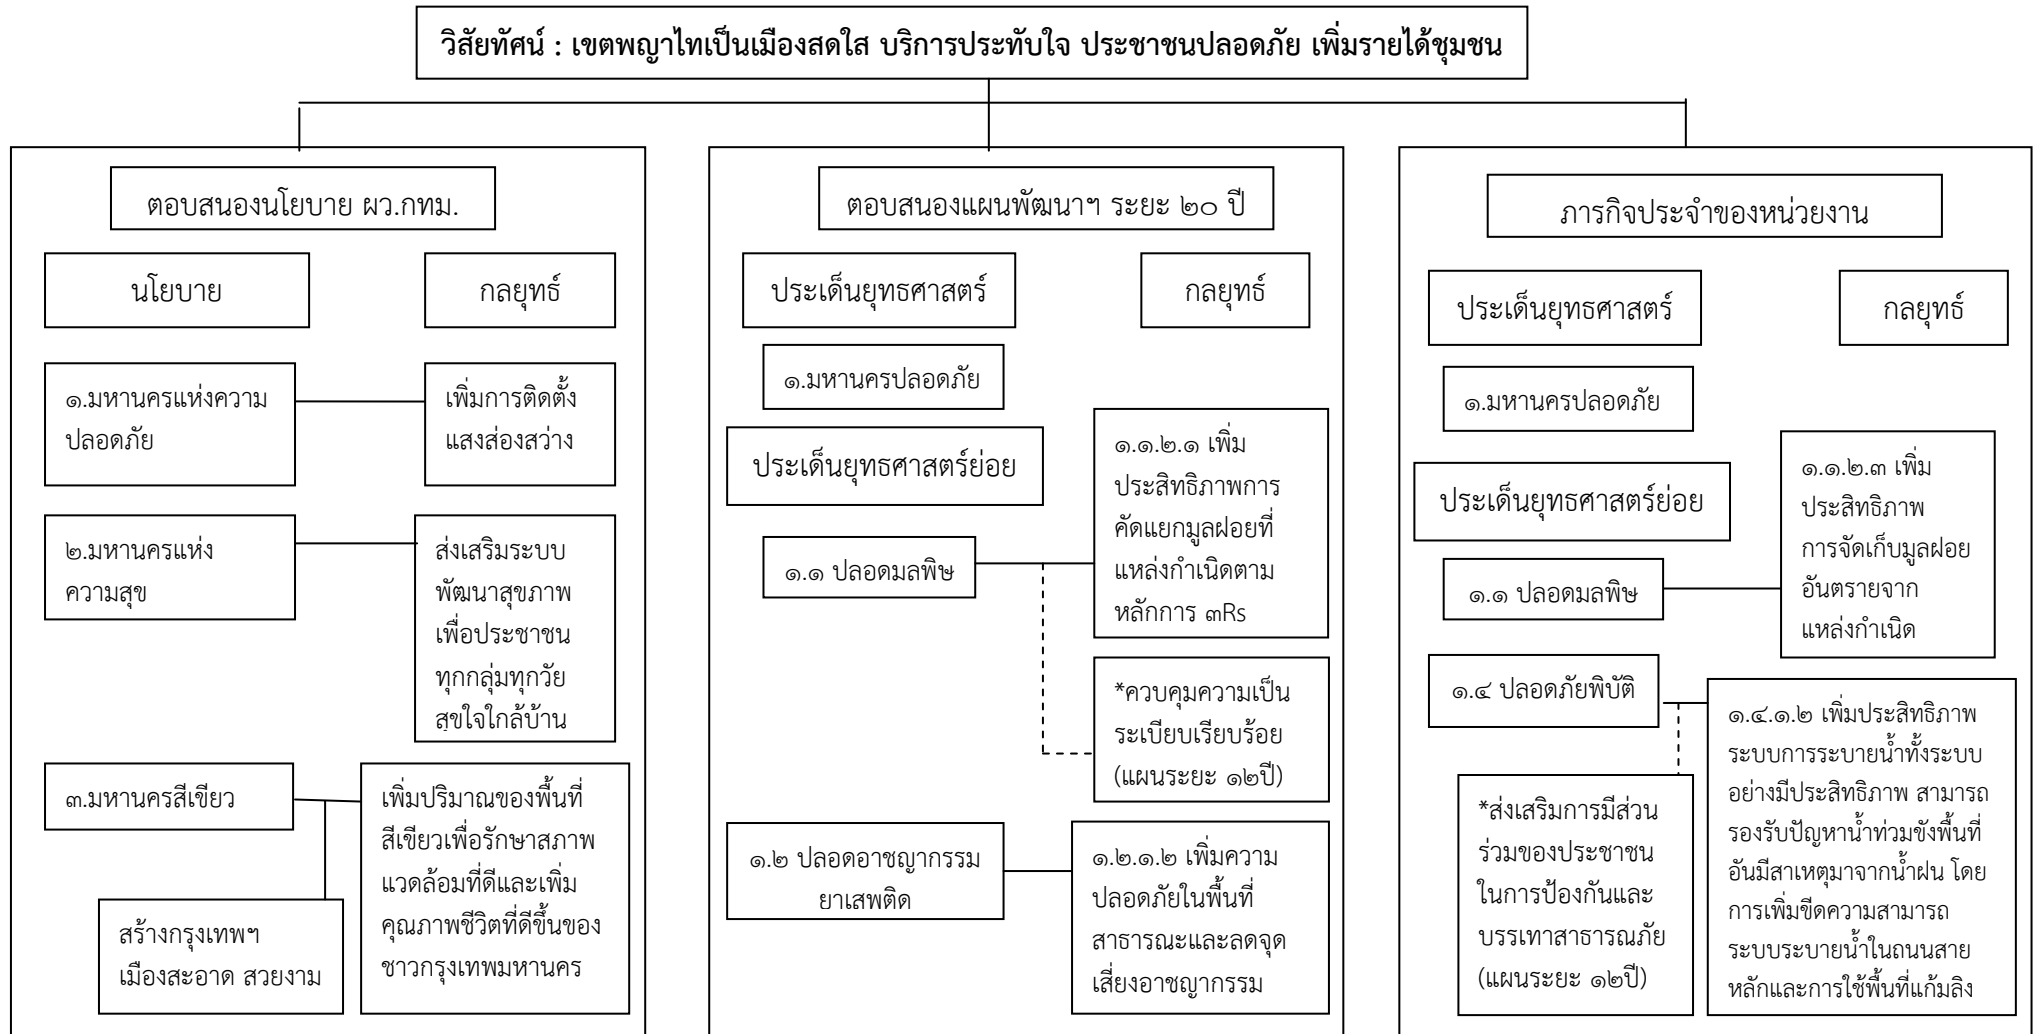 วิสัยทัศน์ : เขตพญาไทเป็นเมืองสดใส บริการประทับใจ ประชาชนปลอดภัย เพิ่มรายได้ชุมชน
ตอบสนองนโยบาย ผว.กทม.
นโยบาย
กลยุทธ์
๑.มหานครแห่งความ
ปลอดภัย
เพิ่มการติดตั้ง
แสงส่องสว่าง
๒.มหานครแห่ง
ความสุข
ส่งเสริมระบบ
พัฒนาสุขภาพ
เพื่อประชาชน
ทุกกลุ่มทุกวัย
สุขใจใกล้บ้าน
๓.มหานครสีเขียว
เพิ่มปริมาณของพื้นที่
สีเขียวเพื่อรักษาสภาพ
แวดล้อมที่ดีและเพิ่ม
คุณภาพชีวิตที่ดีขึ้นของ
ชาวกรุงเทพมหานคร
สร้างกรุงเทพฯ
เมืองสะอาด สวยงาม
ตอบสนองแผนพัฒนาฯ ระยะ ๒๐ ปี
ประเด็นยุทธศาสตร์
กลยุทธ์
๑.มหานครปลอดภัย
ประเด็นยุทธศาสตร์ย่อย
๑.๑ ปลอดมลพิษ
๑.๑.๒.๑ เพิ่ม
ประสิทธิภาพการ
คัดแยกมูลฝอยที่
แหล่งกำเนิดตาม
หลักการ ๓Rs
*ควบคุมความเป็น
ระเบียบเรียบร้อย
(แผนระยะ ๑๒ปี)
๑.๒ ปลอดอาชญากรรม
ยาเสพติด
๑.๒.๑.๒ เพิ่มความ
ปลอดภัยในพื้นที่
สาธารณะและลดจุด
เสี่ยงอาชญากรรม
ภารกิจประจำของหน่วยงาน
ประเด็นยุทธศาสตร์
กลยุทธ์
๑.มหานครปลอดภัย
ประเด็นยุทธศาสตร์ย่อย
๑.๑ ปลอดมลพิษ
๑.๑.๒.๓ เพิ่ม
ประสิทธิภาพ
การจัดเก็บมูลฝอย
อันตรายจาก
แหล่งกำเนิด
๑.๔ ปลอดภัยพิบัติ
๑.๔.๑.๒ เพิ่มประสิทธิภาพ
ระบบการระบายน้ำทั้งระบบ
อย่างมีประสิทธิภาพ สามารถ
รองรับปัญหาน้ำท่วมขังพื้นที่
อันมีสาเหตุมาจากน้ำฝน โดย
การเพิ่มขีดความสามารถ
ระบบระบายน้ำในถนนสาย
หลักและการใช้พื้นที่แก้มลิง
*ส่งเสริมการมีส่วน
ร่วมของประชาชน
ในการป้องกันและ
บรรเทาสาธารณภัย
(แผนระยะ ๑๒ปี)